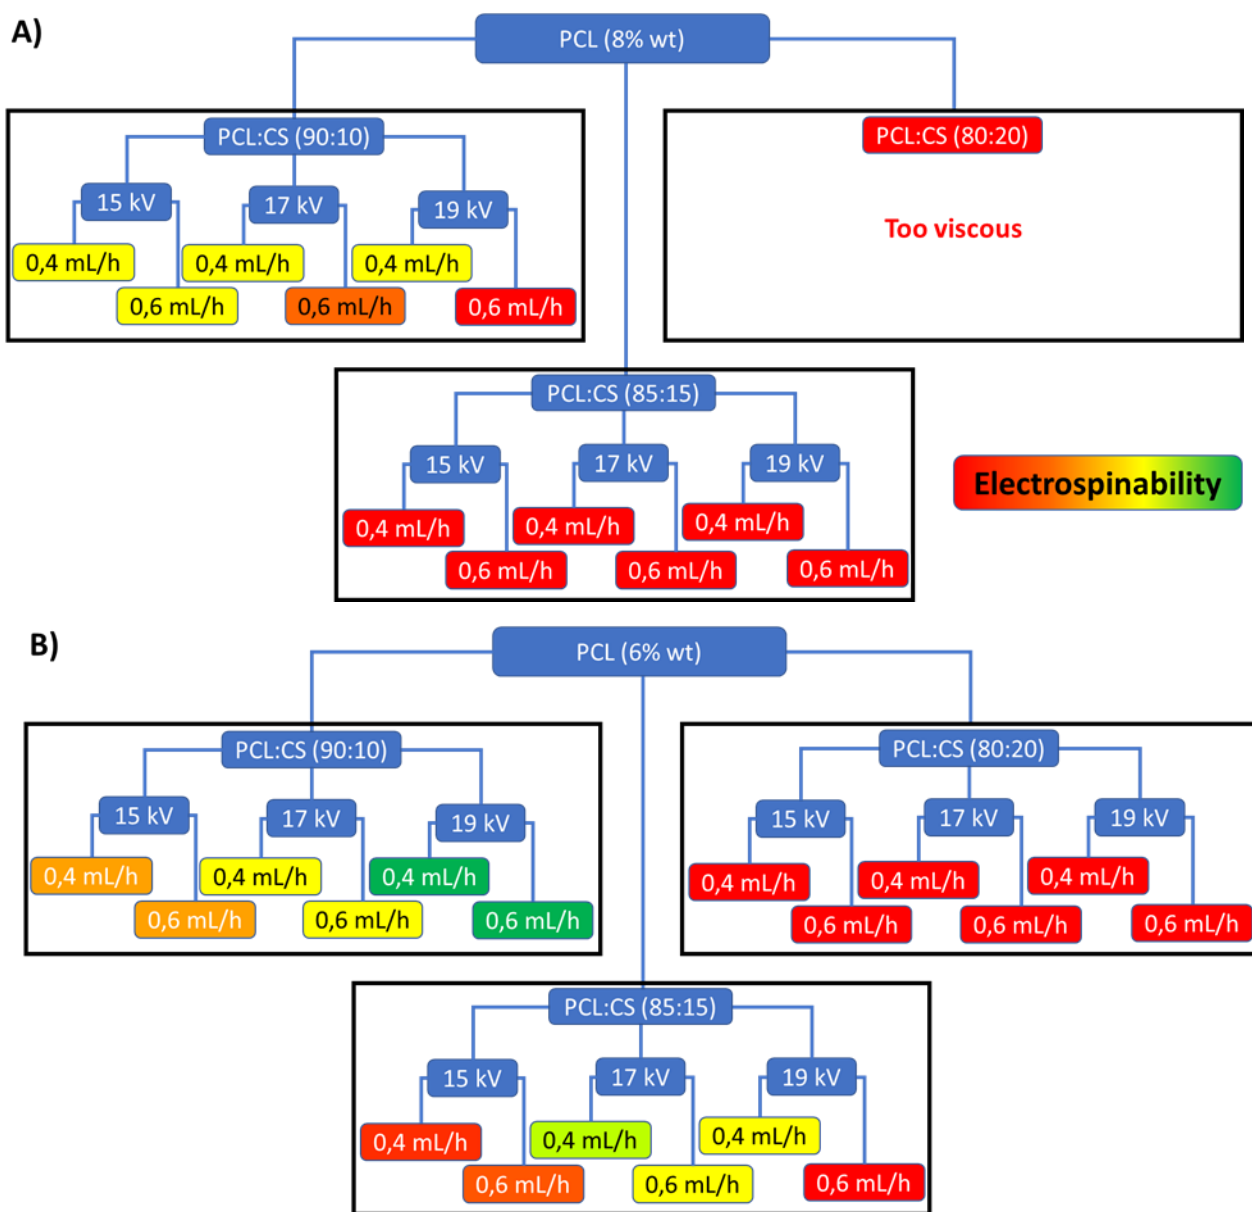 A)
PCL (8% wt)
PCL:CS (90:10)
15 kV
17 kV
19 kV
0,4 mL/h
0,4 mL/h
0,4 mL/h
0,6 mL/h
0,6 mL/h
0,6 mL/h
PCL:CS (80:20)
Too viscous
PCL:CS (85:15)
15 kV
17 kV
19 kV
0,4 mL/h
0,4 mL/h
0,4 mL/h
0,6 mL/h
0,6 mL/h
0,6 mL/h
Electrospinability
B)
PCL (6% wt)
PCL:CS (90:10)
15 kV
17 kV
19 kV
0,4 mL/h
0,4 mL/h
0,4 mL/h
0,6 mL/h
0,6 mL/h
0,6 mL/h
PCL:CS (80:20)
15 kV
17 kV
19 kV
0,4 mL/h
0,4 mL/h
0,4 mL/h
0,6 mL/h
0,6 mL/h
0,6 mL/h
PCL:CS (85:15)
15 kV
17 kV
19 kV
0,4 mL/h
0,4 mL/h
0,4 mL/h
0,6 mL/h
0,6 mL/h
0,6 mL/h